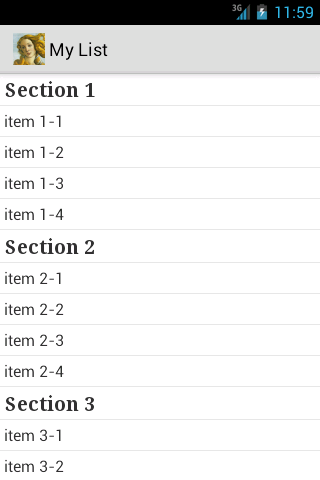 3G 11:59
My List
Section 1
item 1-1
item 1-2
item 1-3
item 1-4
Section 2
item 2-1
item 2-2
item 2-3
item 2-4
Section 3
item 3-1
item 3-2